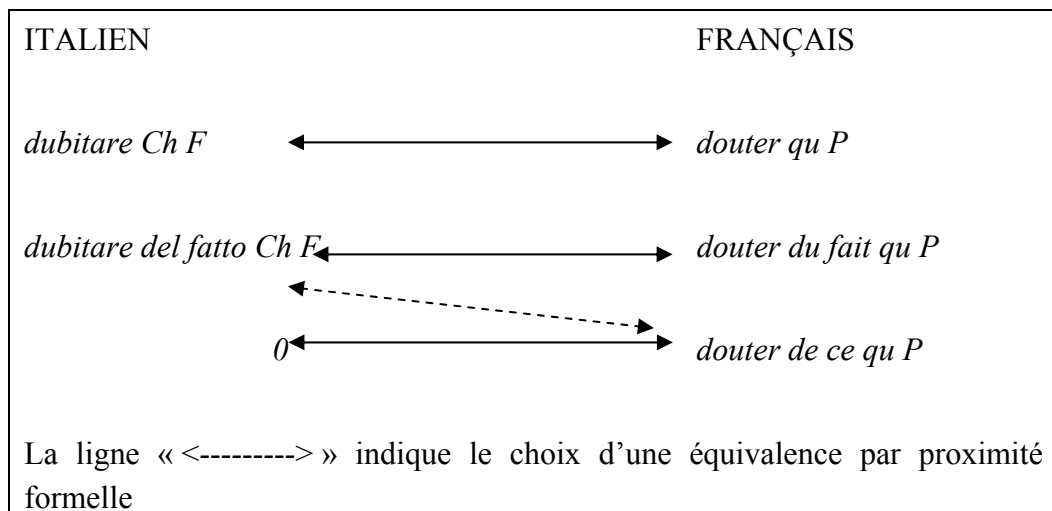 ITALIEN FRANÇAIS
dubitare Ch F douter qu P
dubitare del fatto Ch F douter du fait qu P
0 douter de ce qu P
La ligne « <---------> » indique le choix d’une équivalence par proximité
formelle